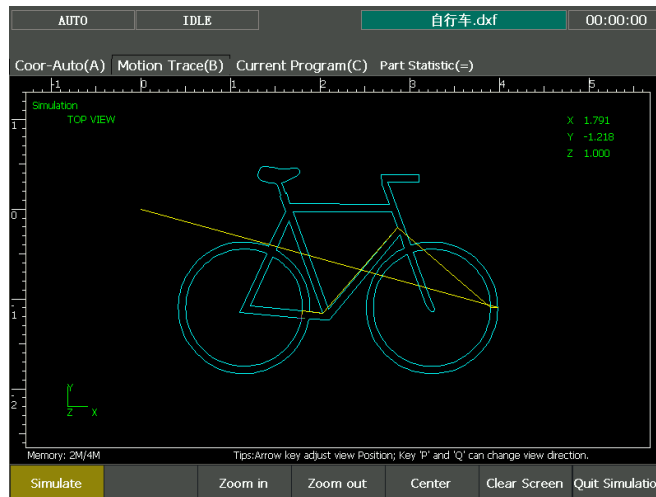 AUTO IDLE 自行车.dxf 00:00:00
Coor-Auto(A) Motion Trace(B) Current Program(C) Part Statistic(=)
-1 0 1 2 3 4 5
Simulation
TOP VIEW
X 1.791
Y -1.218
Z 1.000
1
0
-1
-2
Y
Z X
Memory: 2M/4M Tips:Arrow key adjust view Position; Key 'P' and 'Q' can change view direction.
Simulate Zoom in Zoom out Center Clear Screen Quit Simulatio